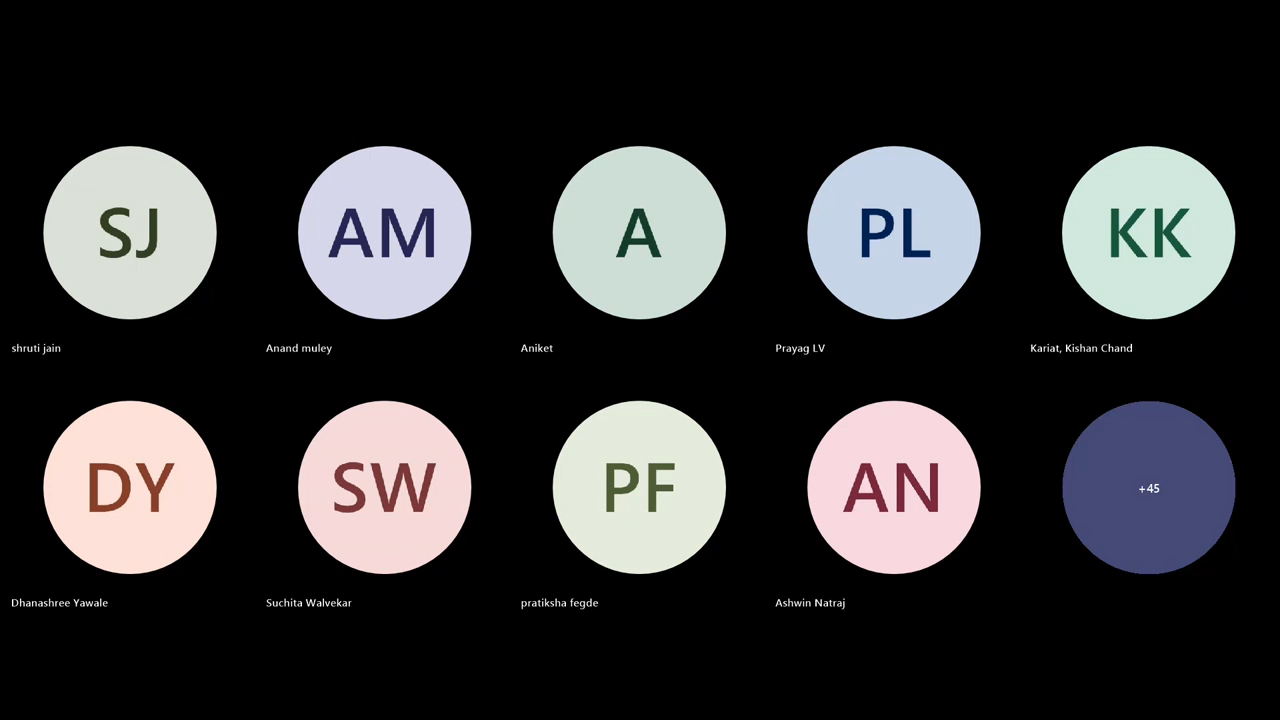 SJ
AM
A
PL
KK
shruti jain
Anand muley
Aniket
Prayag LV
Kariat, Kishan Chand
DY
SW
PF
AN
+45
Dhanashree Yawale
Suchita Walvekar
pratiksha fegde
Ashwin Natraj